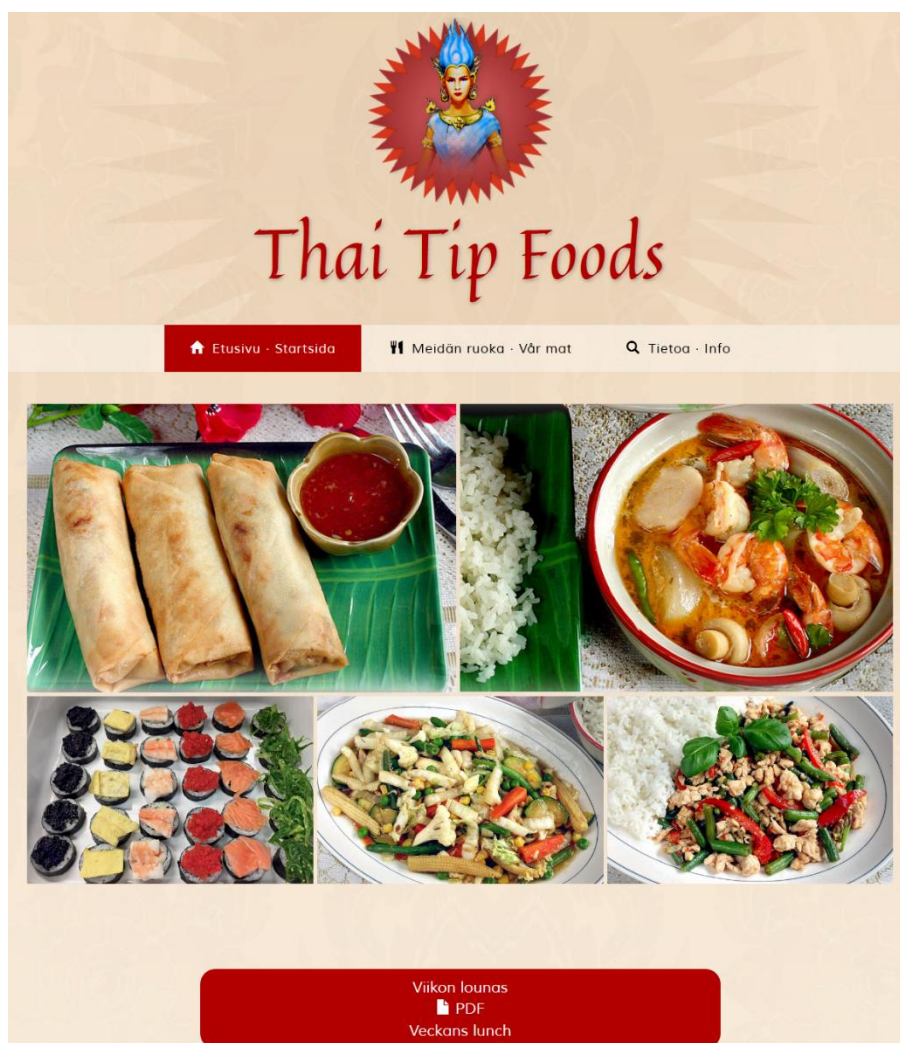 Thai Tip Foods
Etusivu · Startsida
Meidän ruoka · Vår mat
Tietoa · Info
Viikon lounas
PDF
Veckans lunch